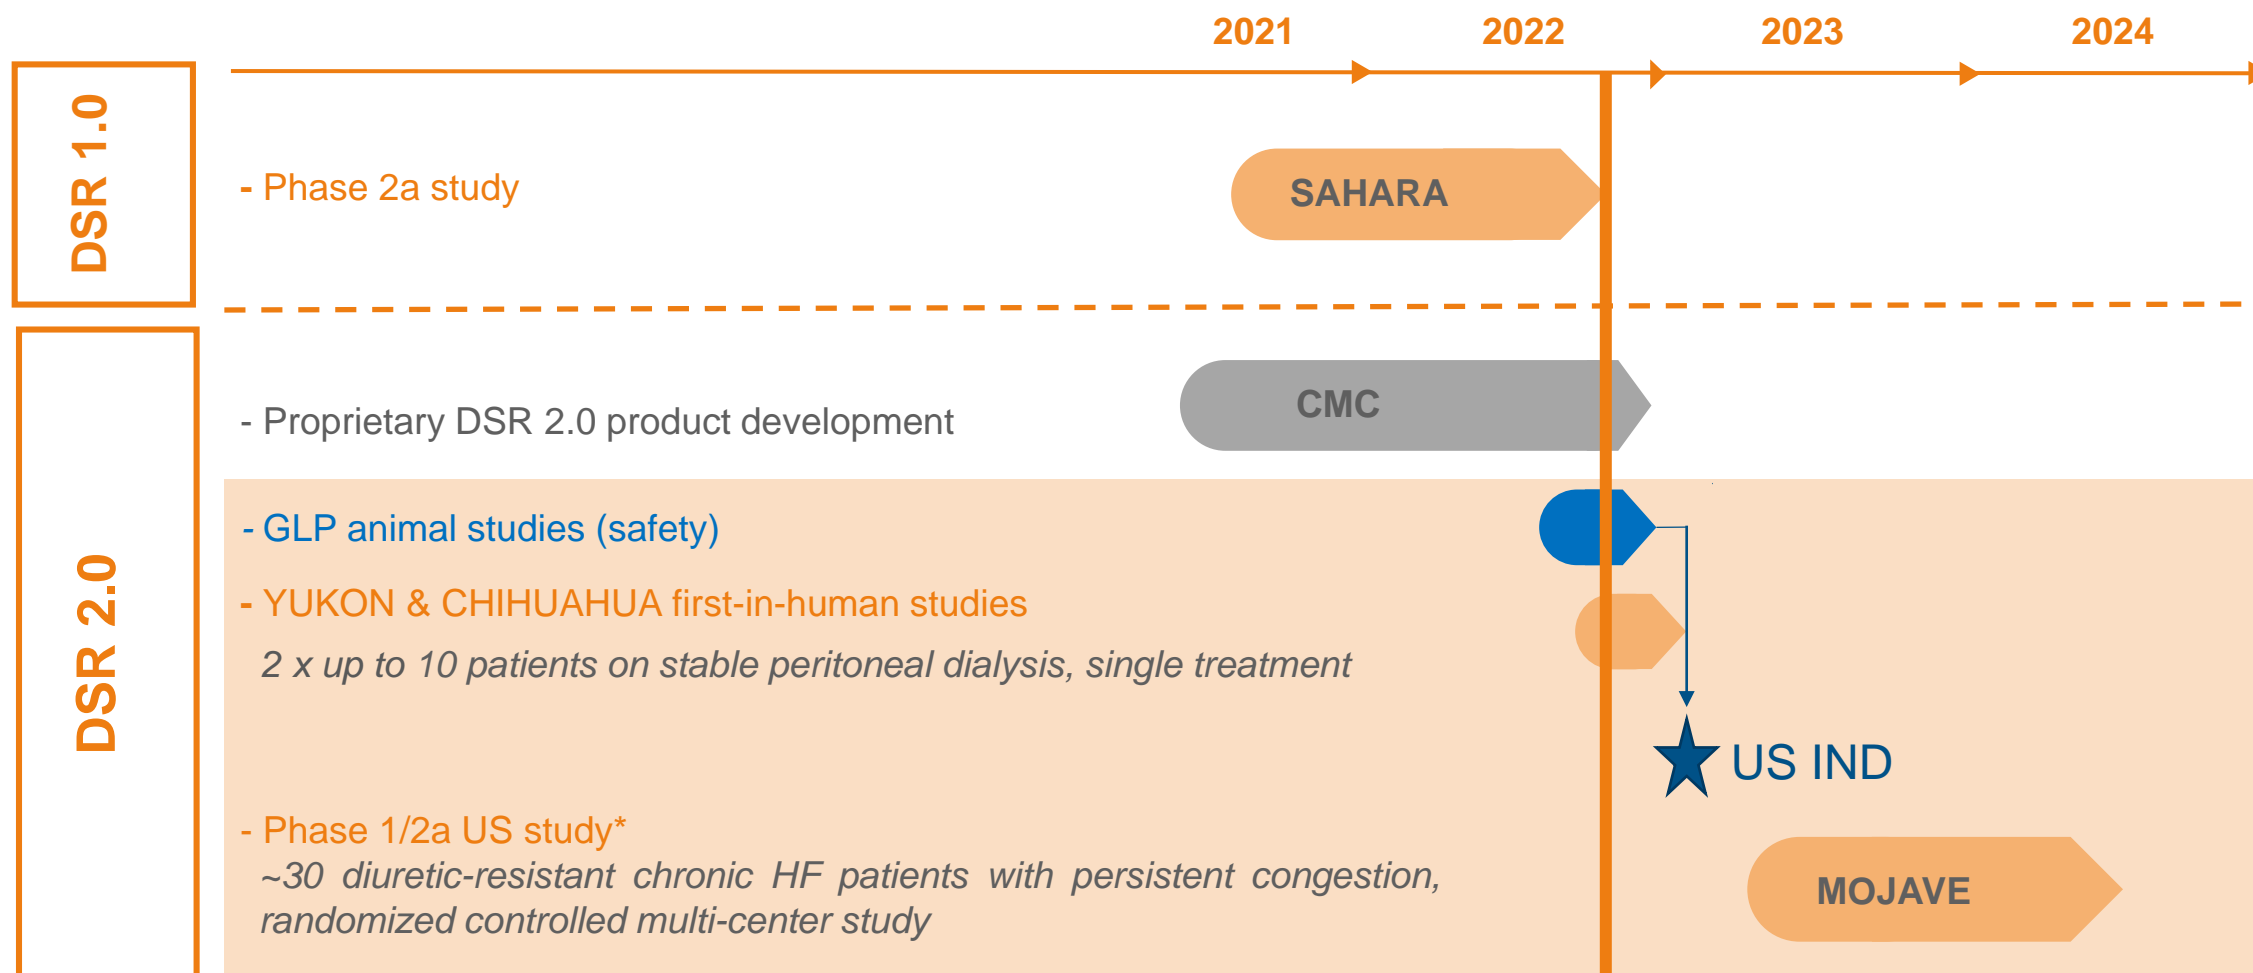 2021 2022 2023 2024
DSR 1.0
- Phase 2a study
SAHARA
DSR 2.0
- Proprietary DSR 2.0 product development
CMC
- GLP animal studies (safety)
- YUKON & CHIHUAHUA first-in-human studies
2 x up to 10 patients on stable peritoneal dialysis, single treatment
US IND
- Phase 1/2a US study*
~30 diuretic-resistant chronic HF patients with persistent congestion,
randomized controlled multi-center study
MOJAVE